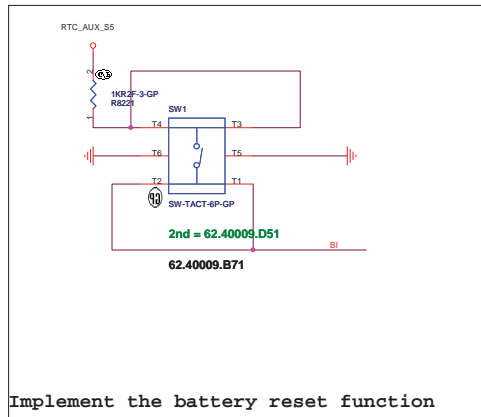 RTC_AUX_S5
2
1KR2F-3-GP
R8221
1
SW1
T4
T3
T6
T5
T2
T1
SW-TACT-6P-GP
2nd = 62.40009.D51
BI
62.40009.B71
Implement the battery reset function